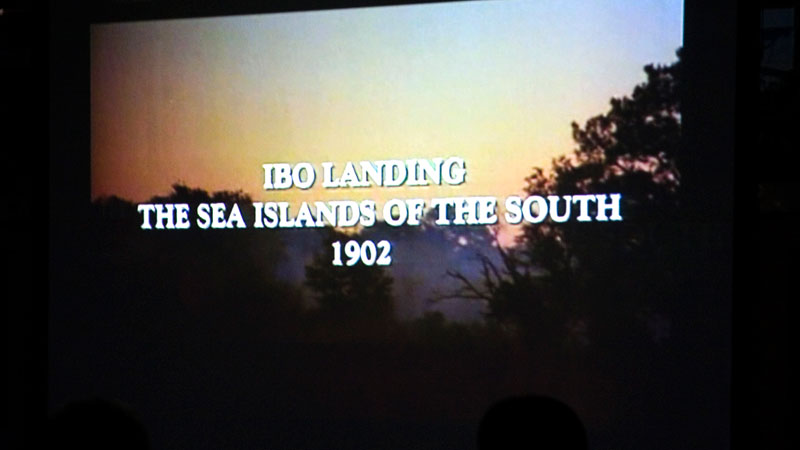 IBO LANDING
THE SEA ISLANDS OF THE SOUTH
1902